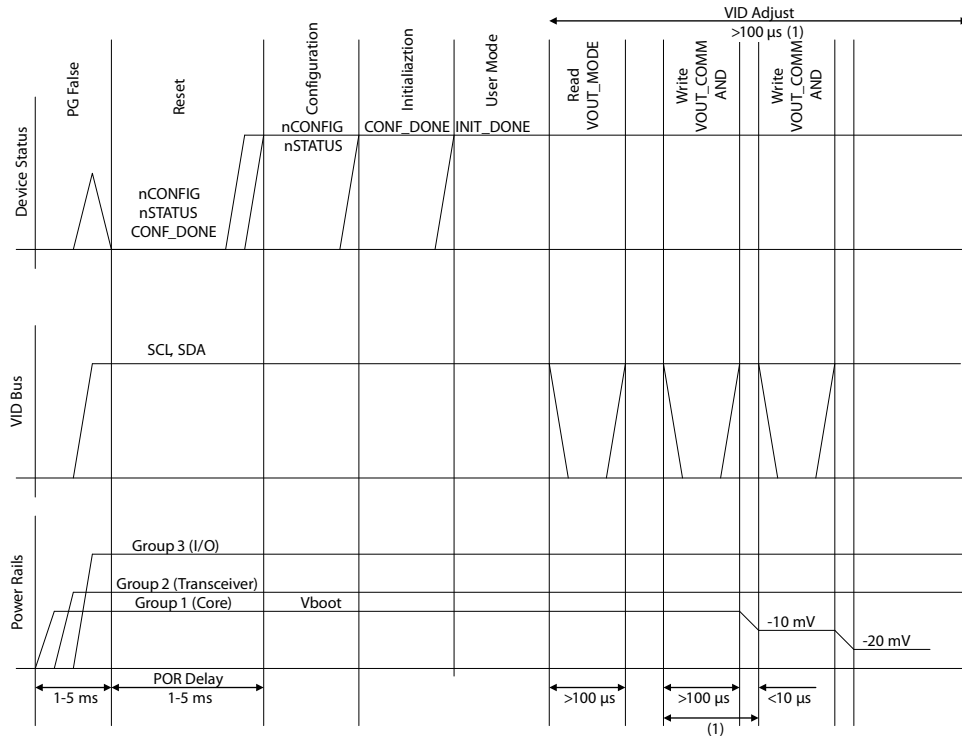 VID Adjust
>100 µs (1)
PG False
Reset
Configuration
Initialiaztion
User Mode
Read
VOUT_MODE
Write
VOUT_COMM
AND
Write
VOUT_COMM
AND
Device Status
nCONFIG
nSTATUS
CONF_DONE
nCONFIG
nSTATUS
CONF_DONE
INIT_DONE
VID Bus
SCL, SDA
Power Rails
Group 3 (I/O)
Group 2 (Transceiver)
Group 1 (Core)
Vboot
-10 mV
-20 mV
POR Delay
1-5 ms
1-5 ms
>100 µs
>100 µs
<10 µs
(1)